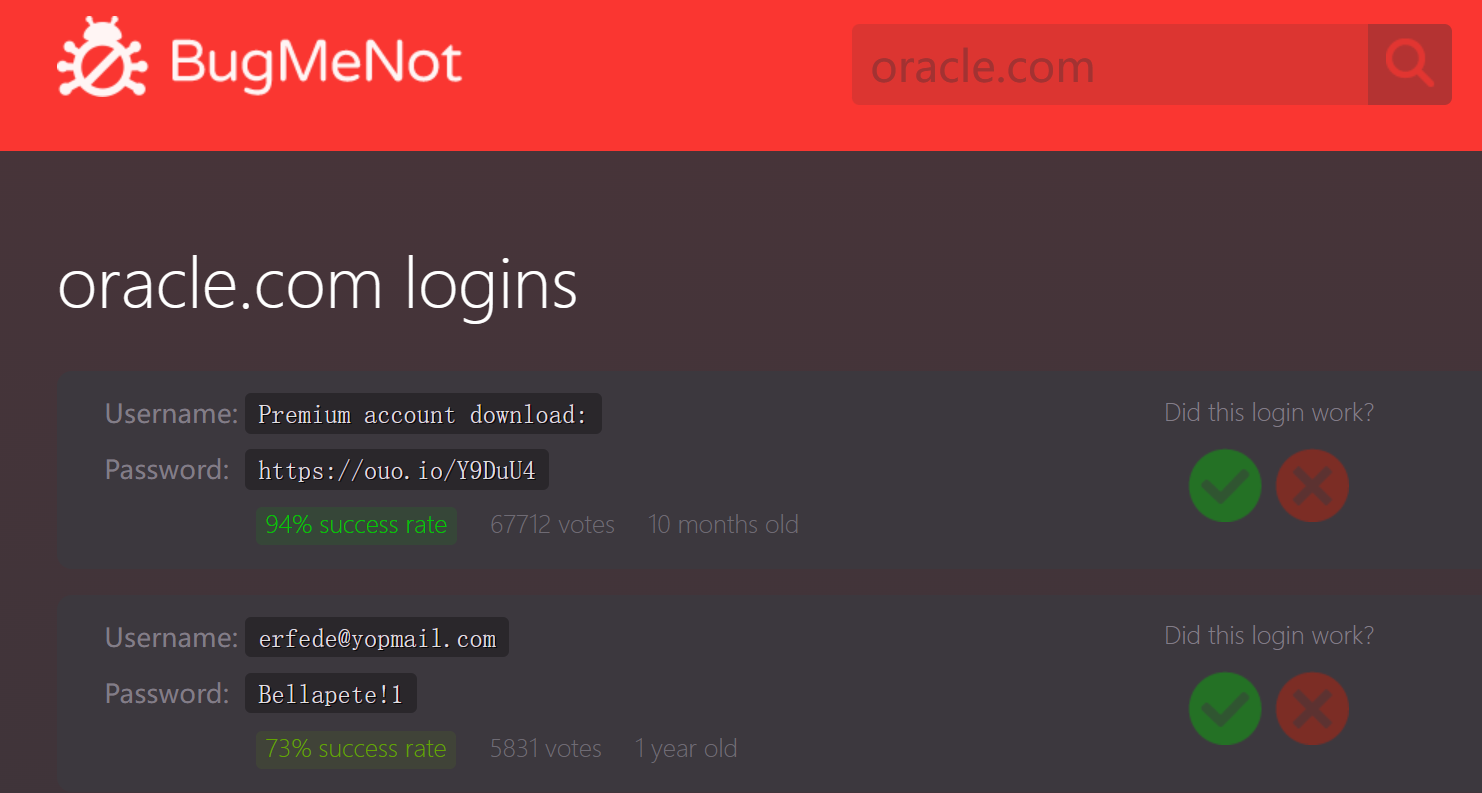 BugMeNot
oracle.com
oracle.com logins
Username: Premium account download:
Did this login work?
Password: https://ouo.io/Y9DuU4
94% success rate 67712 votes 10 months old
Username: erfede@yopmail.com
Did this login work?
Password: Bellapete!1
73% success rate 5831 votes 1 year old